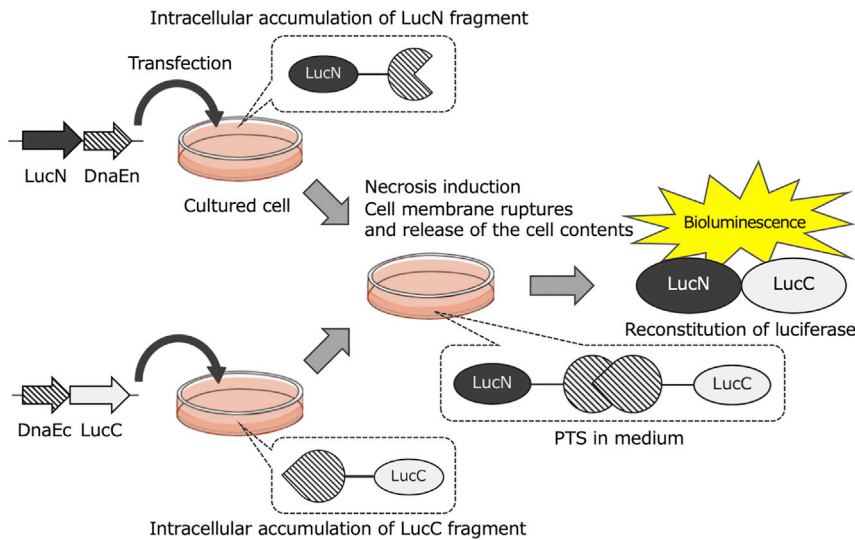 Intracellular accumulation of LucN fragment
Transfection
LucN
LucN DnaEn
Cultured cell
Necrosis induction
Cell membrane ruptures
and release of the cell contents
Bioluminescence
LucN LucC
Reconstitution of luciferase
LucN
LucC
PTS in medium
DnaEc LucC
LucC
Intracellular accumulation of LucC fragment